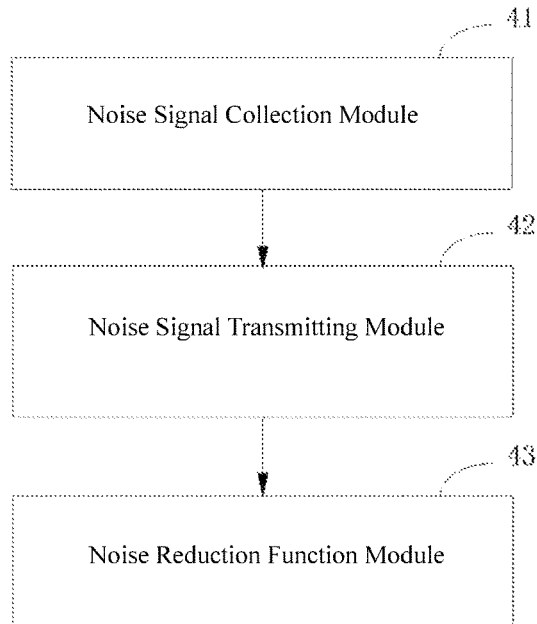 41
Noise Signal Collection Module
42
Noise Signal Transmitting Module
43
Noise Reduction Function Module